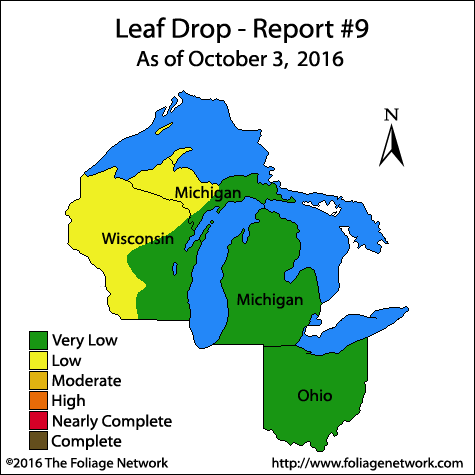 Leaf Drop - Report #9
As of October 3, 2016
N
Michigan
Wisconsin
Michigan
Ohio
Very Low
Low
Moderate
High
Nearly Complete
Complete
©2016 The Foliage Network
http://www.foliagenetwork.com